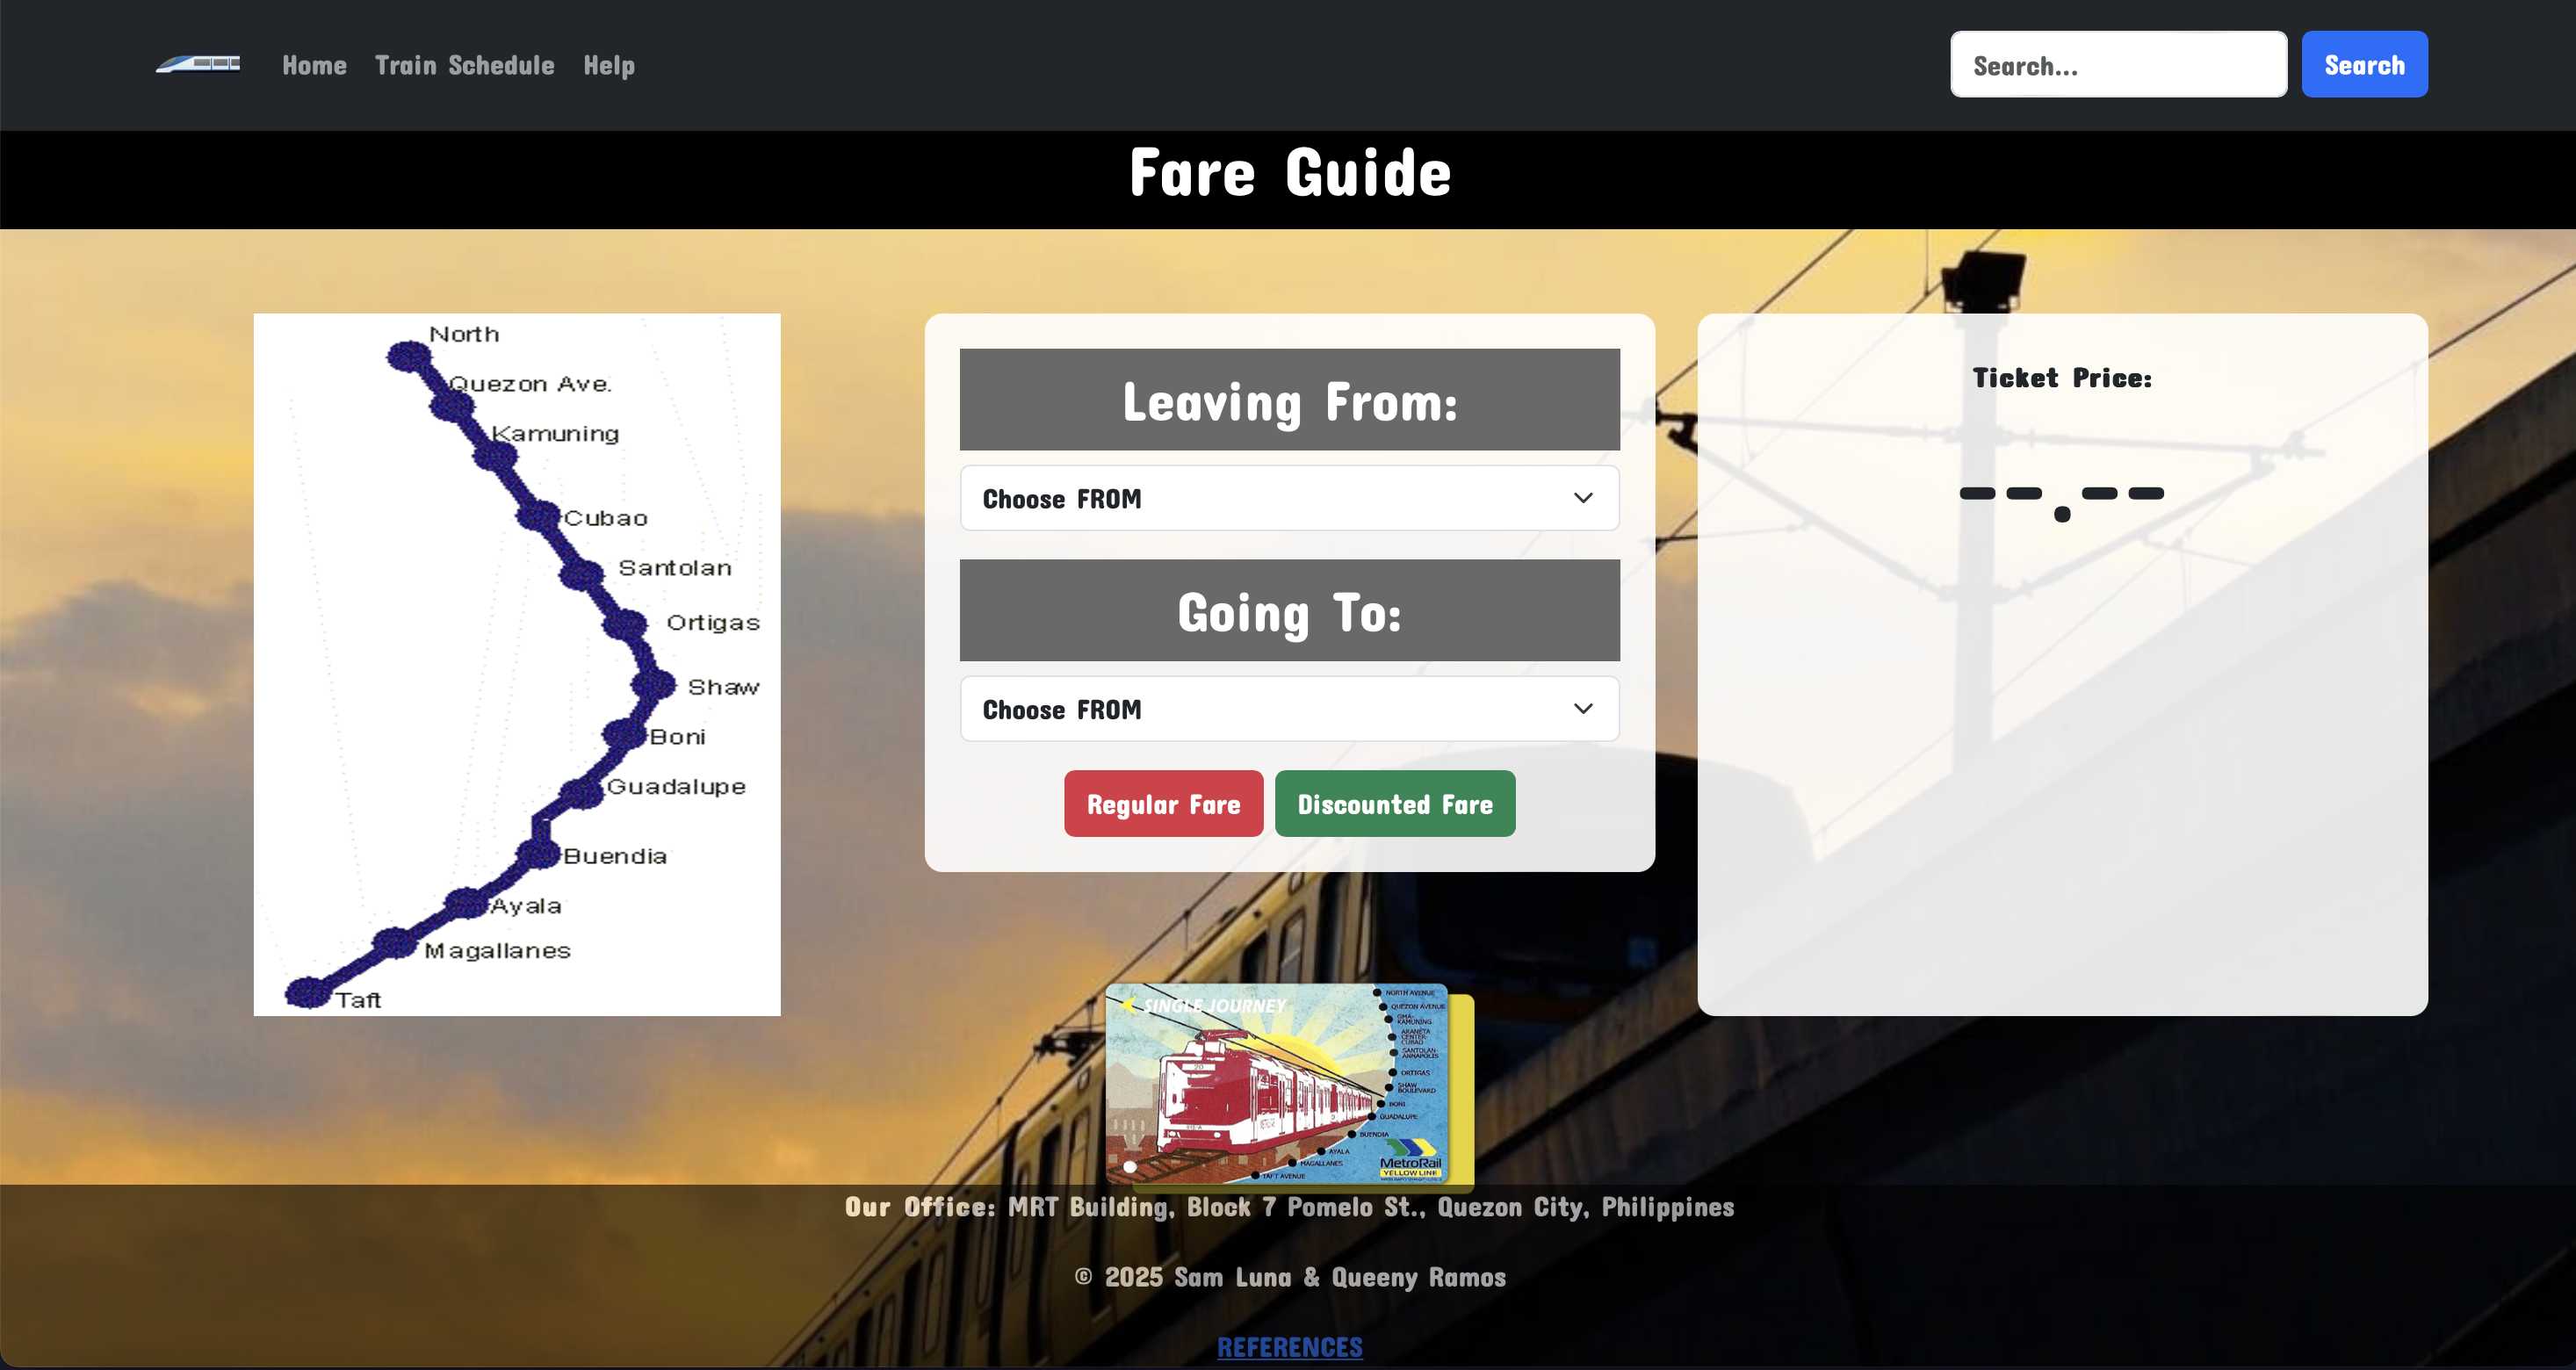 Home Train Schedule Help
Search...
Search
Fare Guide
North
Quezon Ave.
Kamuning
Cubao
Santolan
Ortigas
Shaw
Boni
Guadalupe
Buendia
Ayala
Magallanes
Taft
Leaving From:
Choose FROM
Going To:
Choose FROM
Regular Fare
Discounted Fare
Ticket Price:
--.--
SINGLE JOURNEY
NORTH AVENUE
QUEZON AVENUE
GMA-
KAMUNING
ARANETA
CENTER-
CUBAO
SANTOLAN-
ANNAPOLIS
ORTIGAS
SHAW
BOULEVARD
BONI
GUADALUPE
BUENDIA
AYALA
MAGALLANES
TAFT AVENUE
MetroRail
YELLOW LINE
Our Office: MRT Building, Block 7 Pomelo St., Quezon City, Philippines
© 2025 Sam Luna & Queeny Ramos
REFERENCES